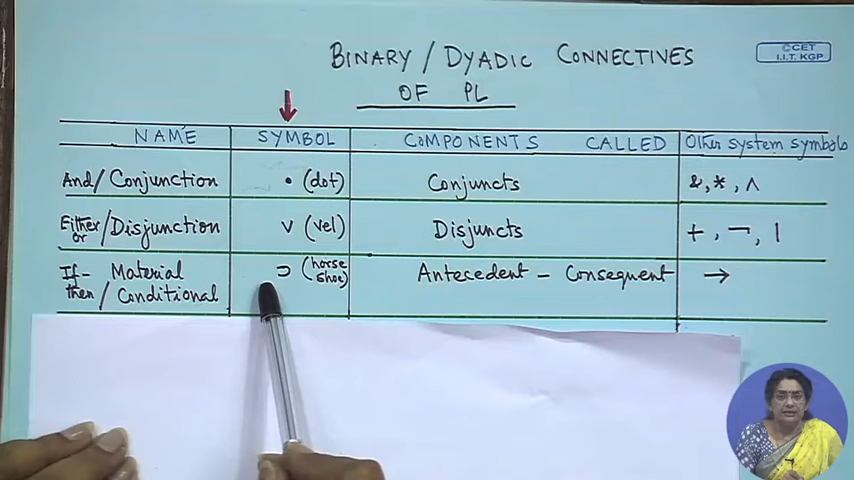 BINARY / DYADIC CONNECTIVES
OF PL
©CET
I.I.T. KGP
NAME SYMBOL COMPONENTS CALLED Other system symbols
And/Conjunction • (dot) Conjuncts &, *, ∧
Either/Disjunction ∨ (vel) Disjuncts +, ¬, |
or
If- Material ⊃ (horse Antecedent - Consequent →
then / Conditional shoe)